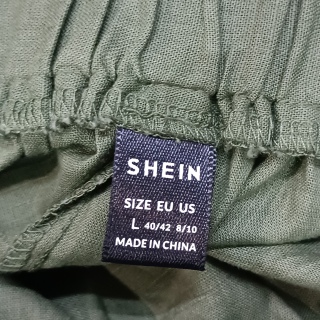 SHEIN
SIZE EU US
L 40/42 8/10
MADE IN CHINA